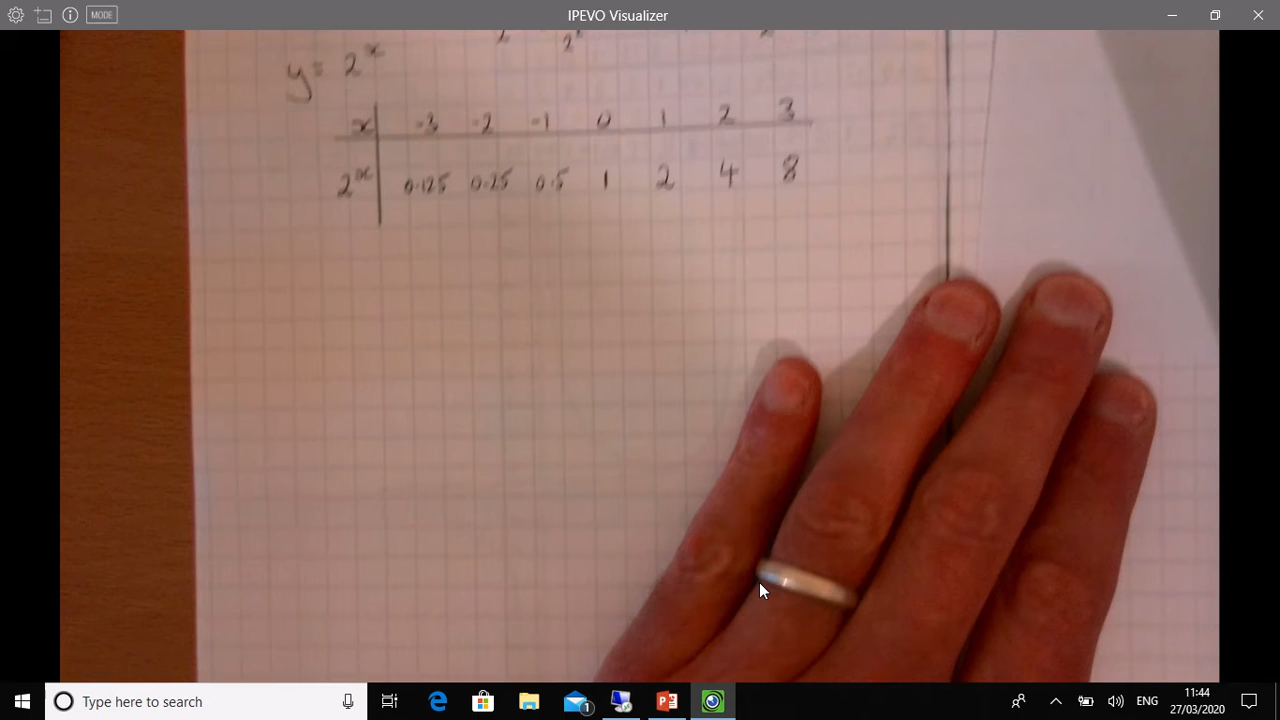 MODE
IPEVO Visualizer
y = 2^x
x -3 -2 -1 0 1 2 3
2^x 0.125 0.25 0.5 1 2 4 8
Type here to search
1
ENG
11:44
27/03/2020